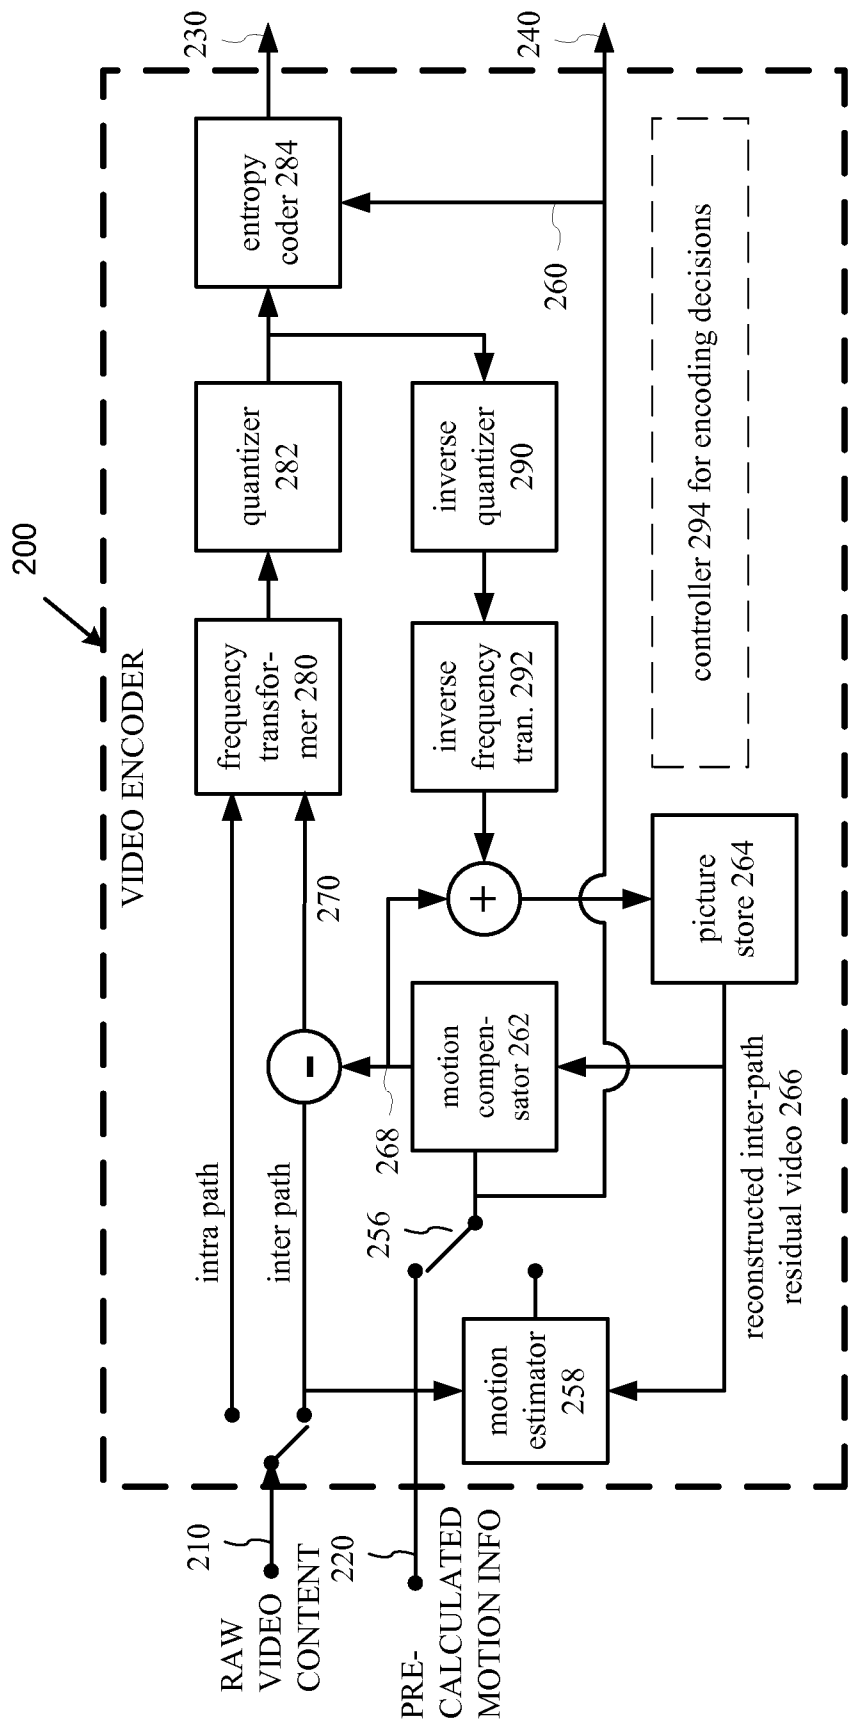 200
VIDEO ENCODER
RAW
VIDEO
CONTENT
210
intra path
inter path
270
frequency
transfor-
mer 280
quantizer
282
entropy
coder 284
230
PRE-
CALCULATED
MOTION INFO
220
256
268
motion
estimator
258
motion
compen-
sator 262
+
-
inverse
frequency
tran. 292
inverse
quantizer
290
260
240
reconstructed inter-path
residual video 266
picture
store 264
controller 294 for encoding decisions